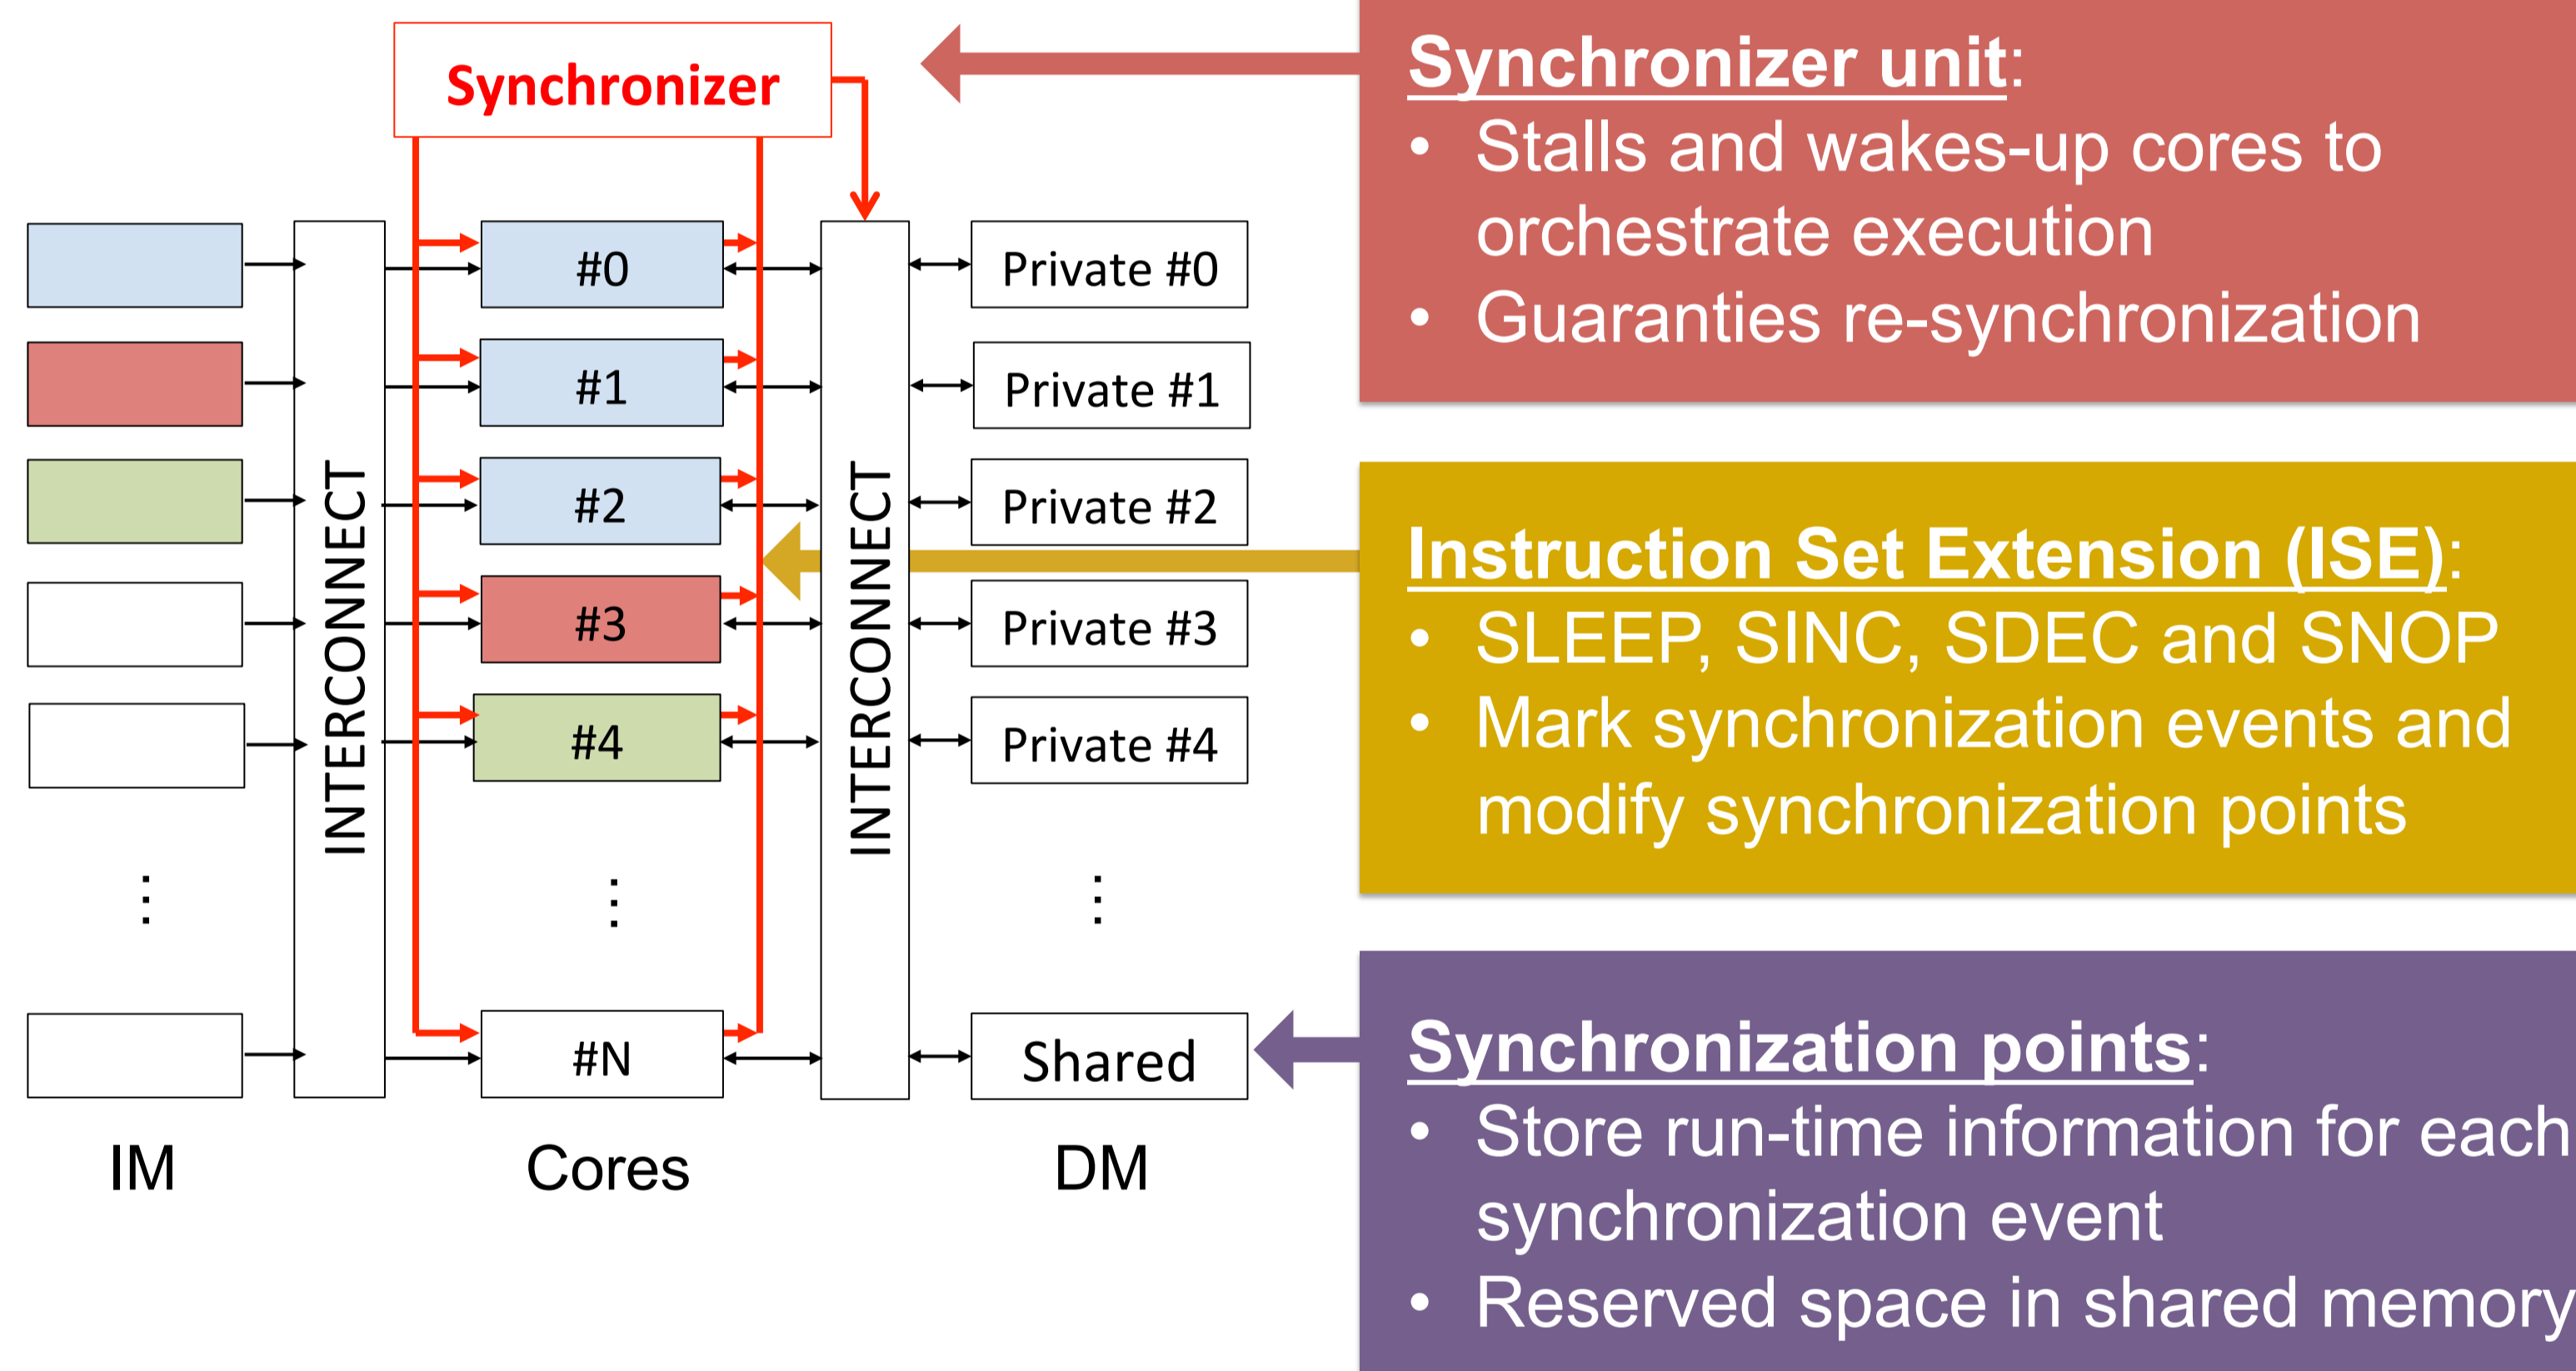 Synchronizer
INTERCONNECT
#0
#1
#2
#3
#4
⋮
#N
INTERCONNECT
Private #0
Private #1
Private #2
Private #3
Private #4
⋮
Shared
IM
Cores
DM
Synchronizer unit:
• Stalls and wakes-up cores to
orchestrate execution
• Guaranties re-synchronization
Instruction Set Extension (ISE):
• SLEEP, SINC, SDEC and SNOP
• Mark synchronization events and
modify synchronization points
Synchronization points:
• Store run-time information for each
synchronization event
• Reserved space in shared memory